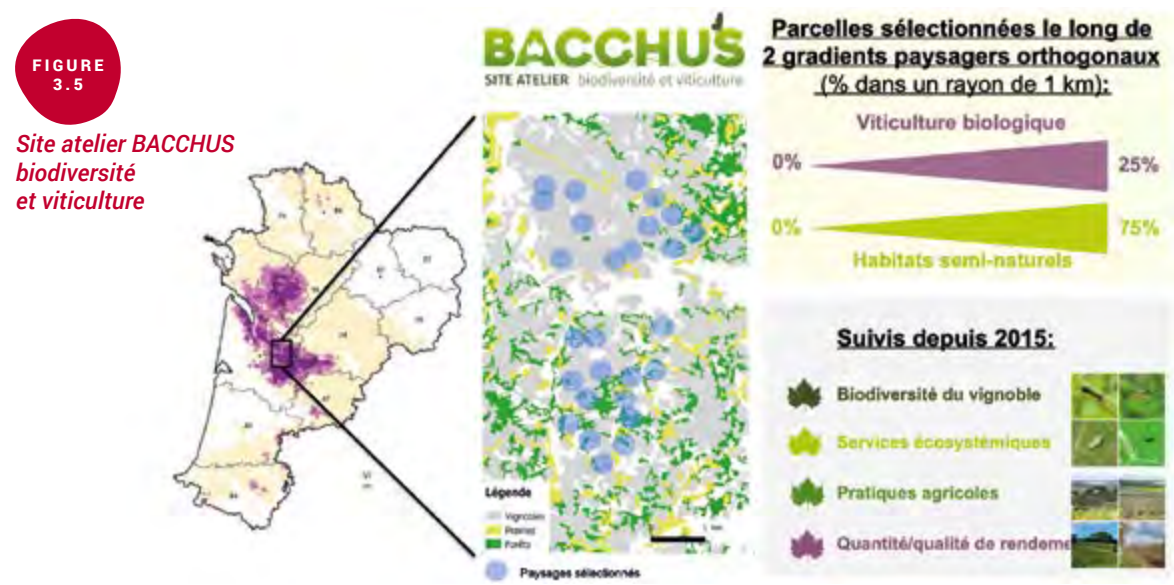 FIGURE
3.5
Site atelier BACCHUS
biodiversité
et viticulture
BACCHUS
SITE ATELIER biodiversité et viticulture
Légende
Vignobles
Prairies
Forêts
Paysages sélectionnés
Parcelles sélectionnées le long de
2 gradients paysagers orthogonaux
(% dans un rayon de 1 km):
Viticulture biologique
0%
25%
0%
75%
Habitats semi-naturels
Suivis depuis 2015:
Biodiversité du vignoble
Services écosystémiques
Pratiques agricoles
Quantité/qualité de rendeme